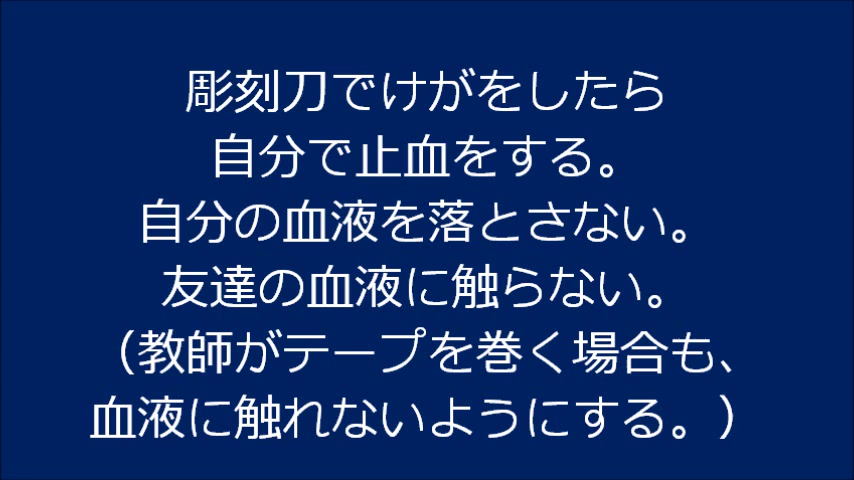 彫刻刀でけがをしたら
自分で止血をする。
自分の血液を落とさない。
友達の血液に触らない。
（教師がテープを巻く場合も、
血液に触れないようにする。）